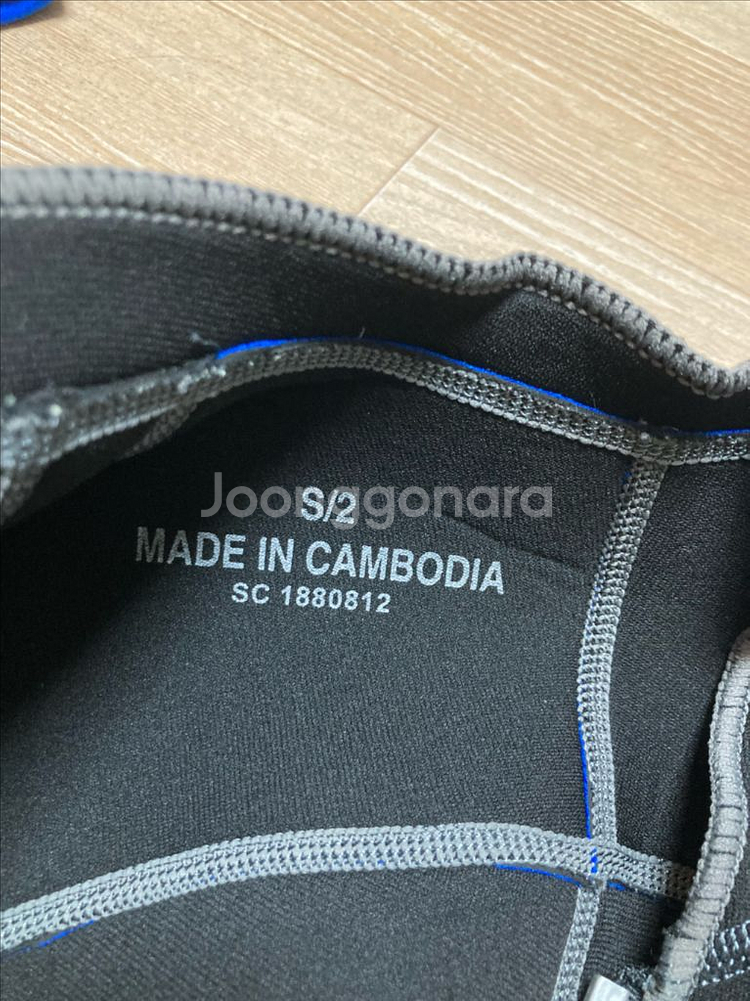 Joonggonara
S/2
MADE IN CAMBODIA
SC 1880812